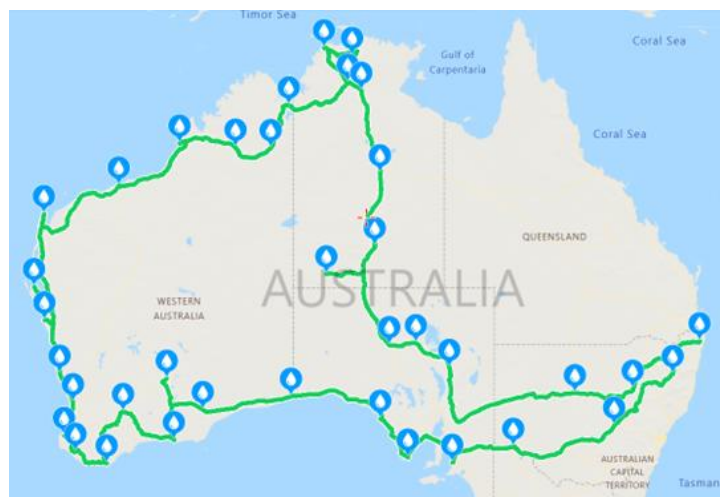 Timor Sea
Coral Sea
Gulf of
Carpentaria
Coral Sea
QUEENSLAND
AUSTRALIA
WESTERN
AUSTRALIA
AUSTRALIAN
CAPITAL
TERRITORY
Tasman